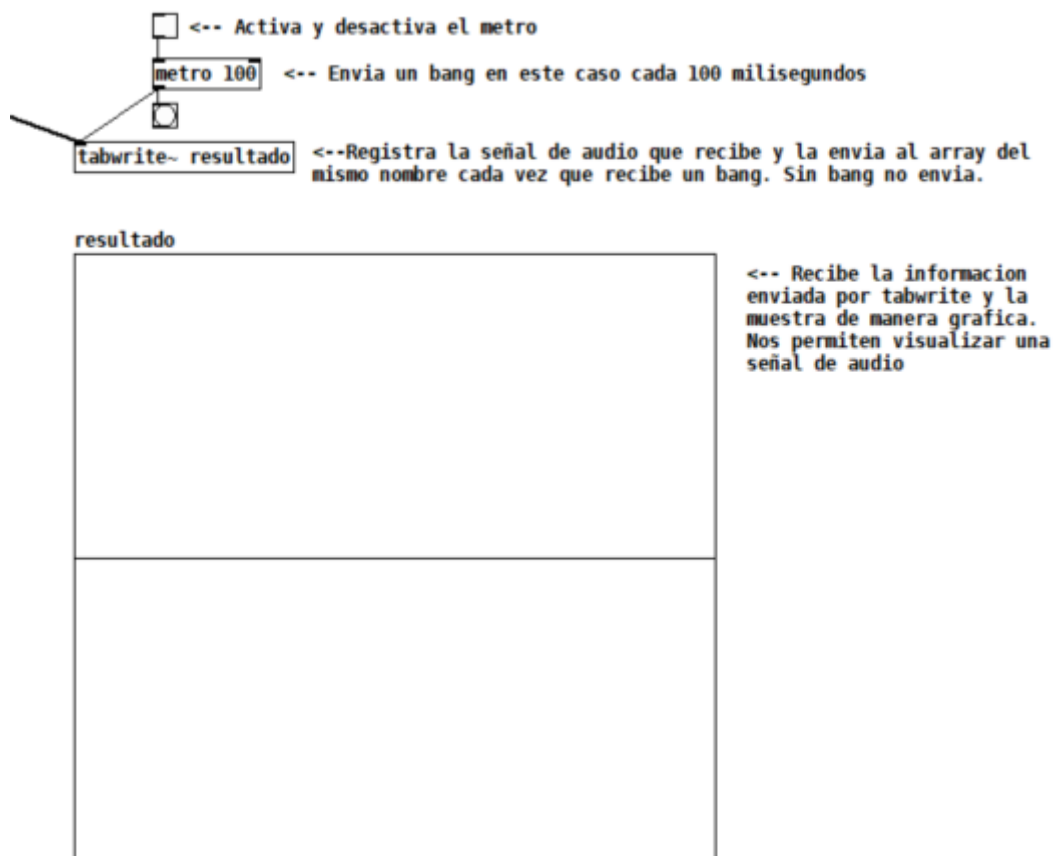 <-- Activa y desactiva el metro
metro 100 <-- Envia un bang en este caso cada 100 milisegundos
tabwrite~ resultado <--Registra la señal de audio que recibe y la envia al array del
mismo nombre cada vez que recibe un bang. Sin bang no envia.
resultado
<-- Recibe la informacion
enviada por tabwrite y la
muestra de manera grafica.
Nos permiten visualizar una
señal de audio